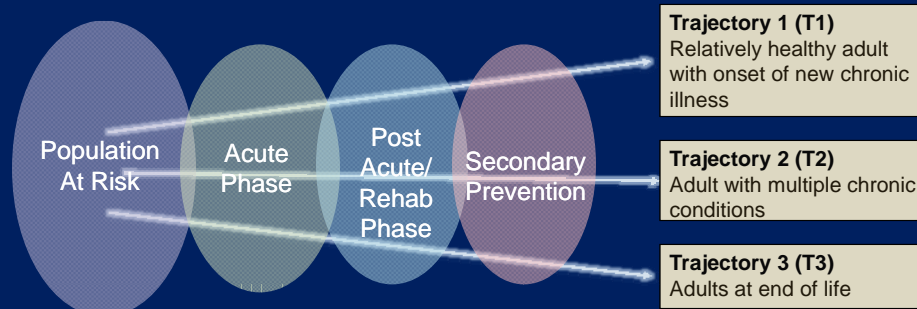 Population
At Risk
Acute
Phase
Post
Acute/
Rehab
Phase
Secondary
Prevention
Trajectory 1 (T1)
Relatively healthy adult
with onset of new chronic
illness
Trajectory 2 (T2)
Adult with multiple chronic
conditions
Trajectory 3 (T3)
Adults at end of life